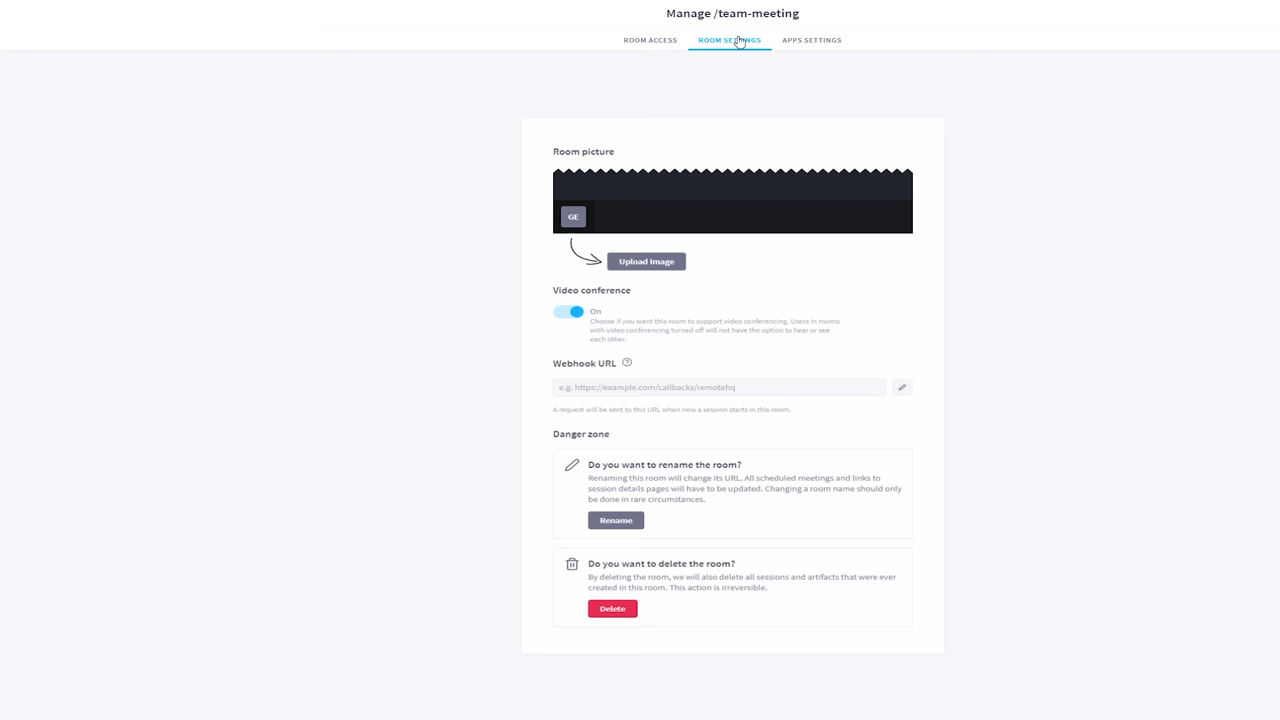 Manage /team-meeting
ROOM ACCESS
ROOM SETTINGS
APPS SETTINGS
Room picture
GE
Upload Image
Video conference
On
Choose if you want this room to support video conferencing. Users in rooms
with video conferencing turned off will not have the option to hear or see
each other.
Webhook URL
e.g. https://example.com/callbacks/remotehq
A request will be sent to this URL when new a session starts in this room.
Danger zone
Do you want to rename the room?
Renaming this room will change its URL. All scheduled meetings and links to
session details pages will have to be updated. Changing a room name should only
be done in rare circumstances.
Rename
Do you want to delete the room?
By deleting the room, we will also delete all sessions and artifacts that were ever
created in this room. This action is irreversible.
Delete